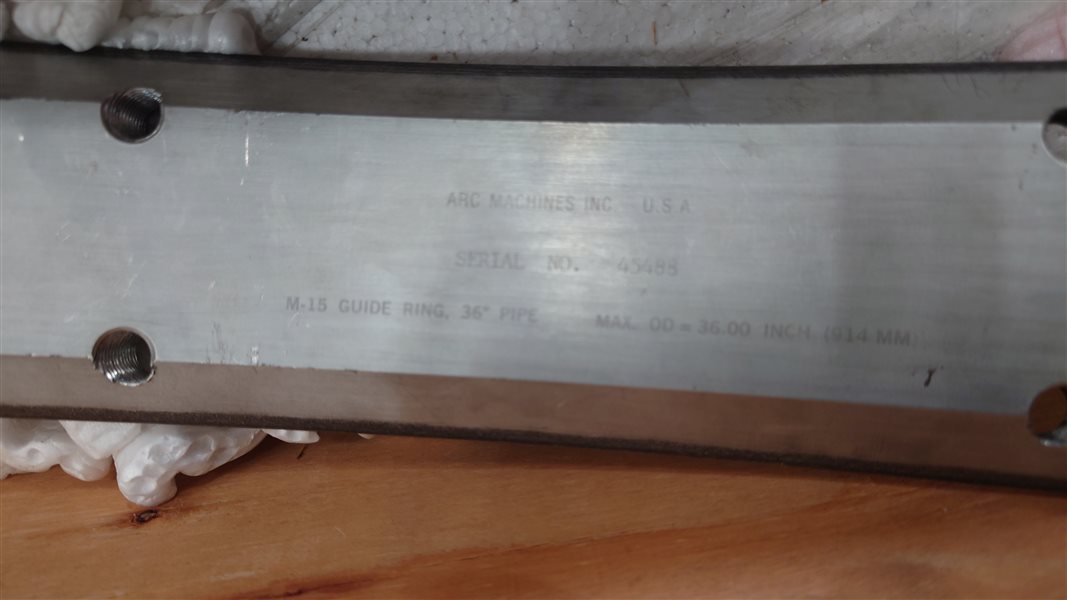 ARC MACHINES INC. U.S.A
SERIAL NO. 45488
M-15 GUIDE RING, 36" PIPE MAX. OD = 36.00 INCH (914 MM)